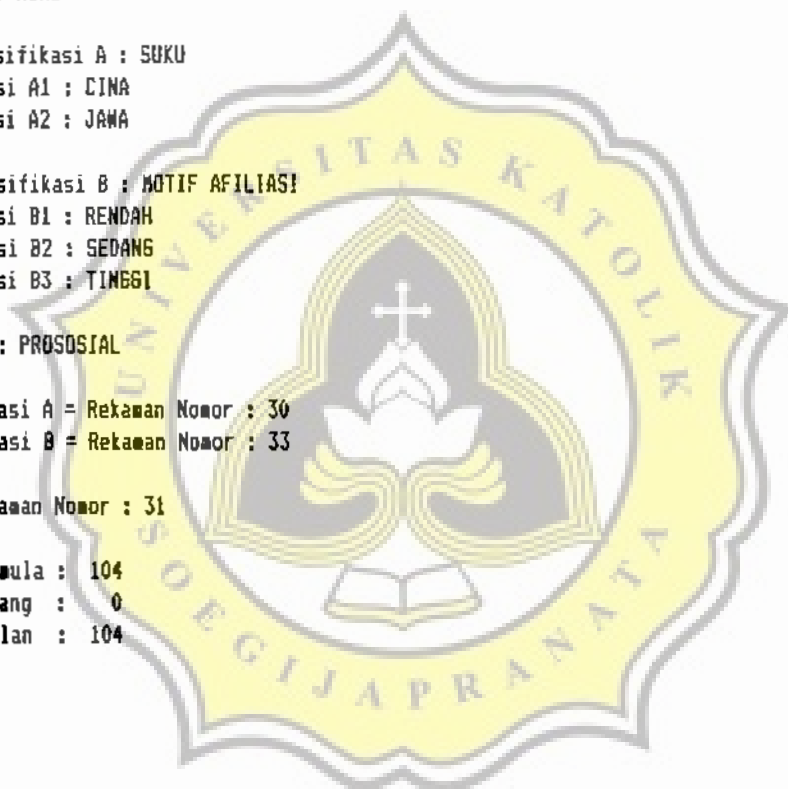 sifikasi A : SUKU
si A1 : CINA
si A2 : JAWA
sifikasi B : MOTIF AFILIASI
si B1 : RENDAH
si B2 : SEDANG
si B3 : TINGGI
: PROSOSIAL
asi A = Rekaman Nomor : 30
asi B = Rekaman Nomor : 33
aman Nomor : 31
mula : 104
ang : 0
lan : 104
UNIVERSITAS KATOLIK
SOEGIJAPRANATA